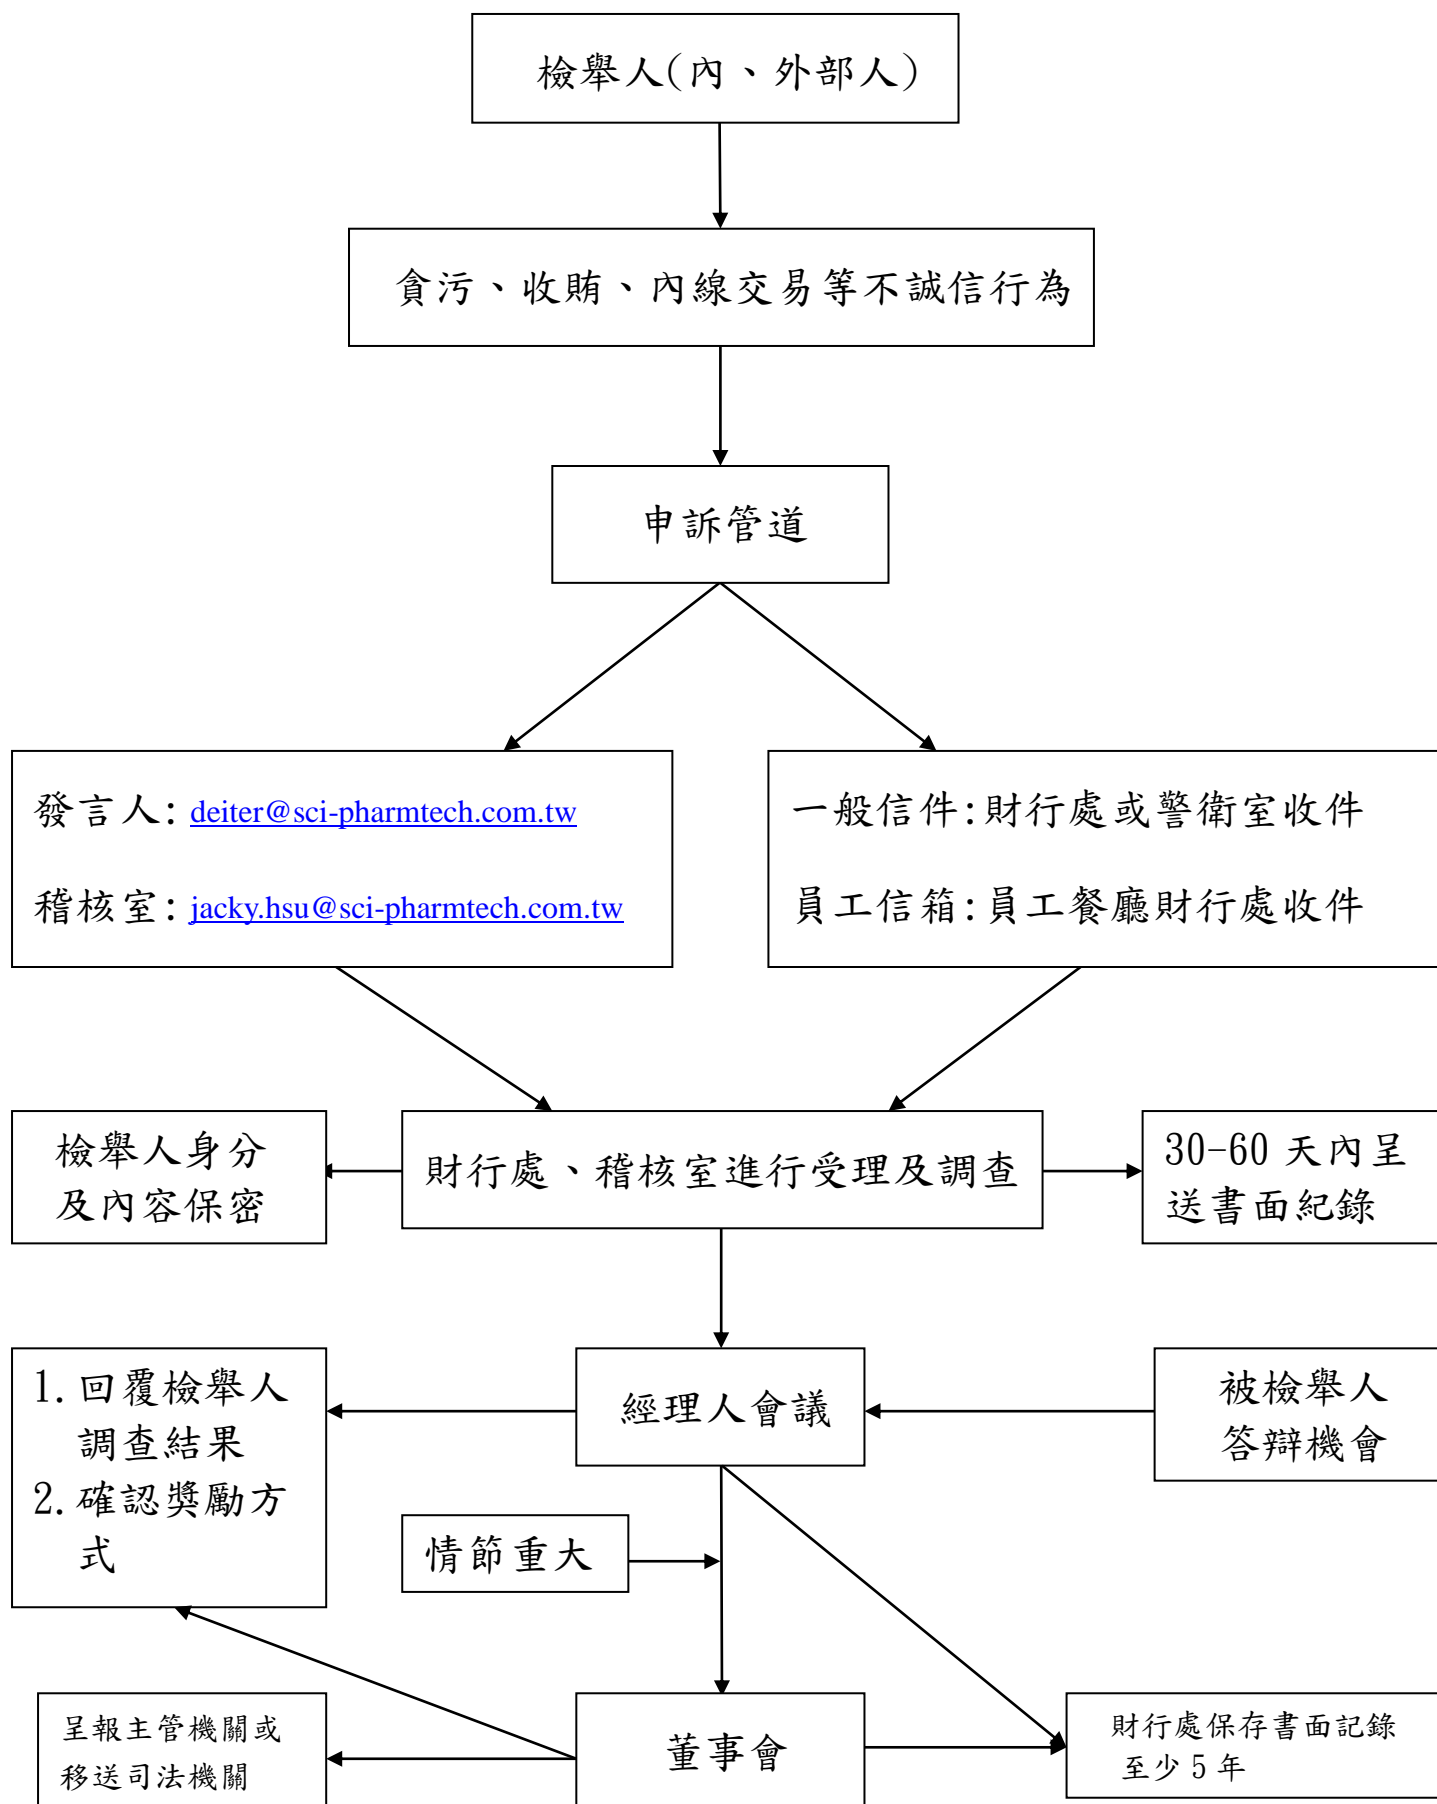 檢舉人(內、外部人)
貪污、收賄、內線交易等不誠信行為
申訴管道
發言人: deiter@sci-pharmtech.com.tw
稽核室: jacky.hsu@sci-pharmtech.com.tw
一般信件:財行處或警衛室收件
員工信箱:員工餐廳財行處收件
檢舉人身分
及內容保密
財行處、稽核室進行受理及調查
30-60 天內呈
送書面紀錄
1. 回覆檢舉人
調查結果
2. 確認獎勵方
式
經理人會議
被檢舉人
答辯機會
情節重大
呈報主管機關或
移送司法機關
董事會
財行處保存書面記錄
至少 5 年